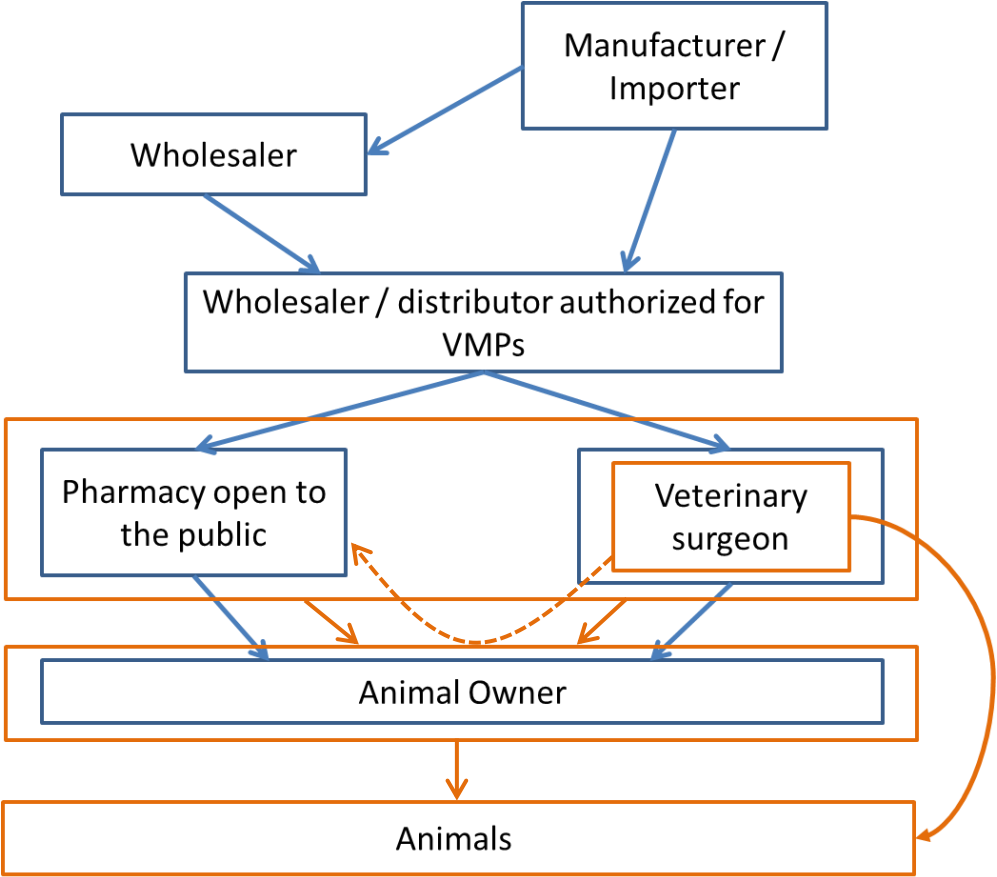 Manufacturer /
Importer
Wholesaler
Wholesaler / distributor authorized for
VMPs
Pharmacy open to
the public
Veterinary
surgeon
Animal Owner
Animals